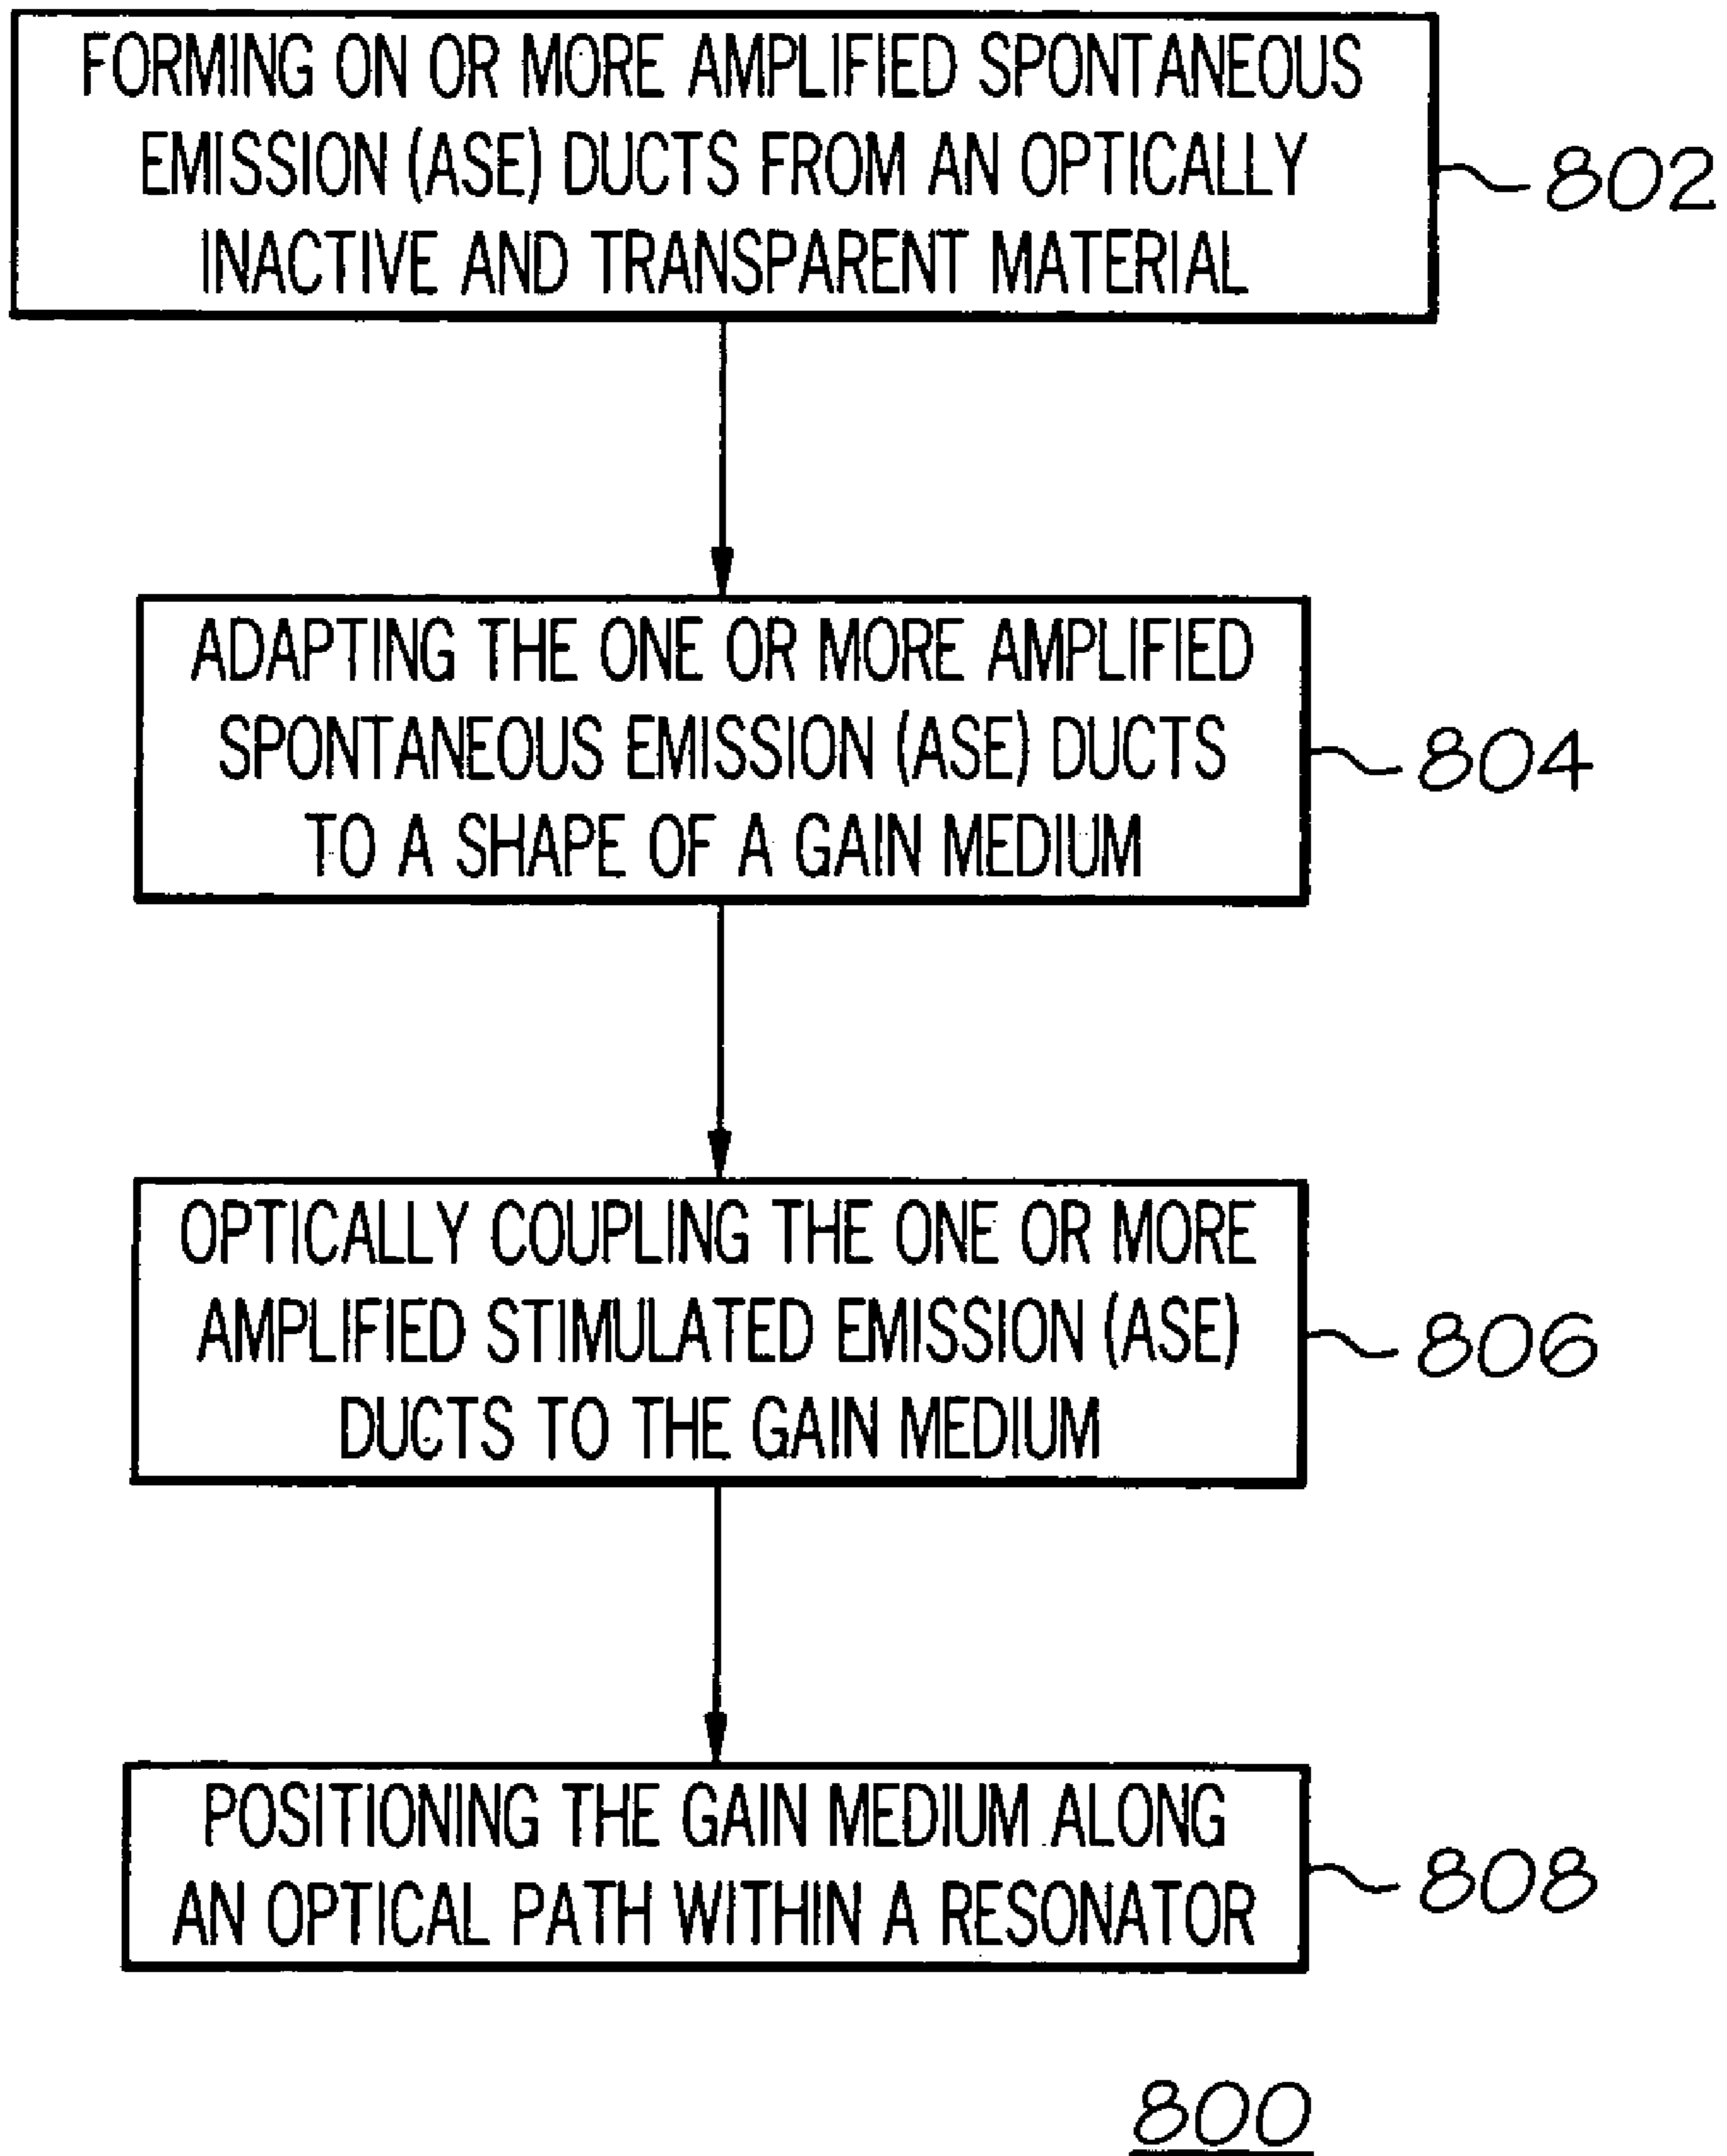 FORMING ON OR MORE AMPLIFIED SPONTANEOUS
EMISSION (ASE) DUCTS FROM AN OPTICALLY
INACTIVE AND TRANSPARENT MATERIAL
802
ADAPTING THE ONE OR MORE AMPLIFIED
SPONTANEOUS EMISSION (ASE) DUCTS
TO A SHAPE OF A GAIN MEDIUM
804
OPTICALLY COUPLING THE ONE OR MORE
AMPLIFIED STIMULATED EMISSION (ASE)
DUCTS TO THE GAIN MEDIUM
806
POSITIONING THE GAIN MEDIUM ALONG
AN OPTICAL PATH WITHIN A RESONATOR
808
800